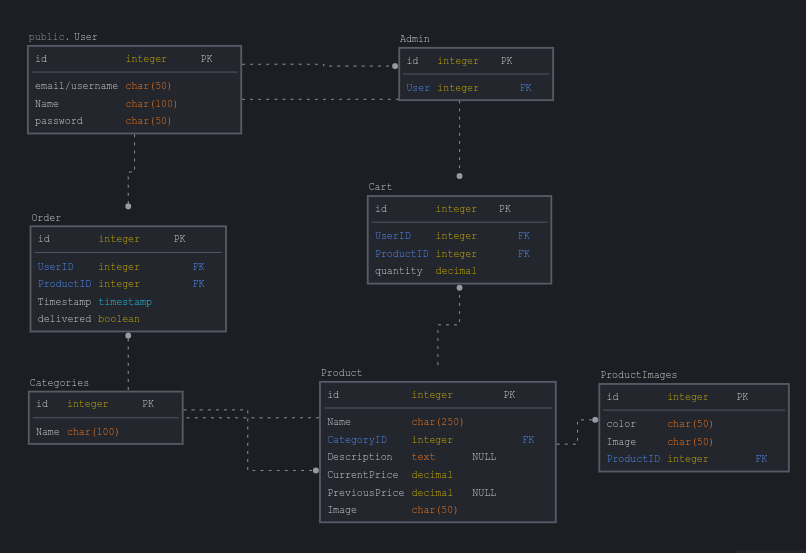 public. User
id integer PK
email/username char(50)
Name char(100)
password char(50)
Admin
id integer PK
User integer FK
Order
id integer PK
UserID integer FK
ProductID integer FK
Timestamp timestamp
delivered boolean
Cart
id integer PK
UserID integer FK
ProductID integer FK
quantity decimal
Categories
id integer PK
Name char(100)
Product
id integer PK
Name char(250)
CategoryID integer FK
Description text NULL
CurrentPrice decimal
PreviousPrice decimal NULL
Image char(50)
ProductImages
id integer PK
color char(50)
Image char(50)
ProductID integer FK